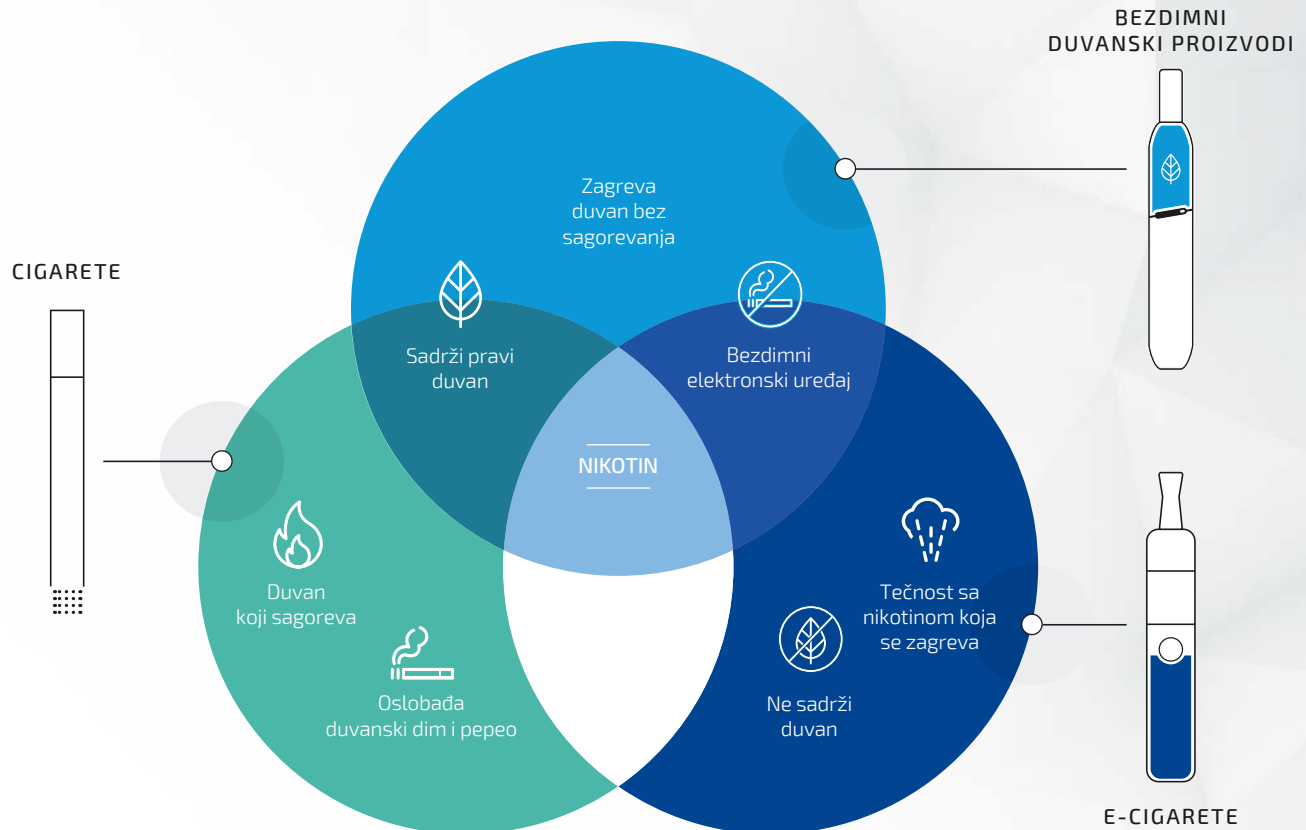 BEZDIMNI
DUVANSKI PROIZVODI
Zagreva
duvan bez
sagorevanja
CIGARETE
Sadrži pravi
duvan
Bezdimni
elektronski uređaj
NIKOTIN
Duvan
koji sagoreva
Tečnost sa
nikotinom koja
se zagreva
Oslobađa
duvanski dim i pepeo
Ne sadrži
duvan
E-CIGARETE